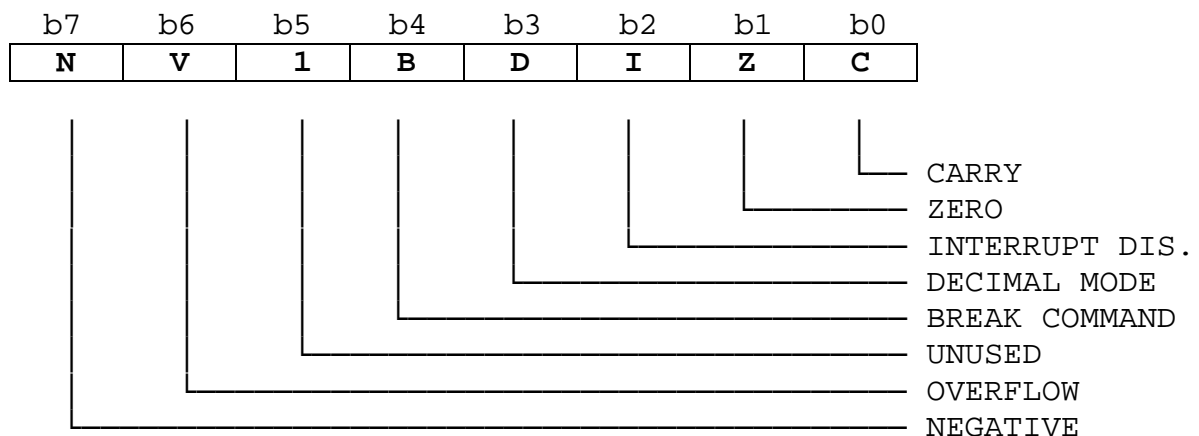 b7 b6 b5 b4 b3 b2 b1 b0
N V 1 B D I Z C
CARRY
ZERO
INTERRUPT DIS.
DECIMAL MODE
BREAK COMMAND
UNUSED
OVERFLOW
NEGATIVE